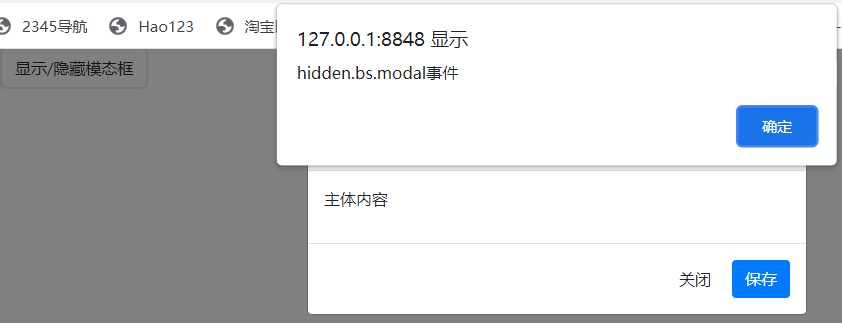 2345导航 Hao123 淘宝
127.0.0.1:8848 显示
显示/隐藏模态框
hidden.bs.modal事件
确定
主体内容
关闭 保存